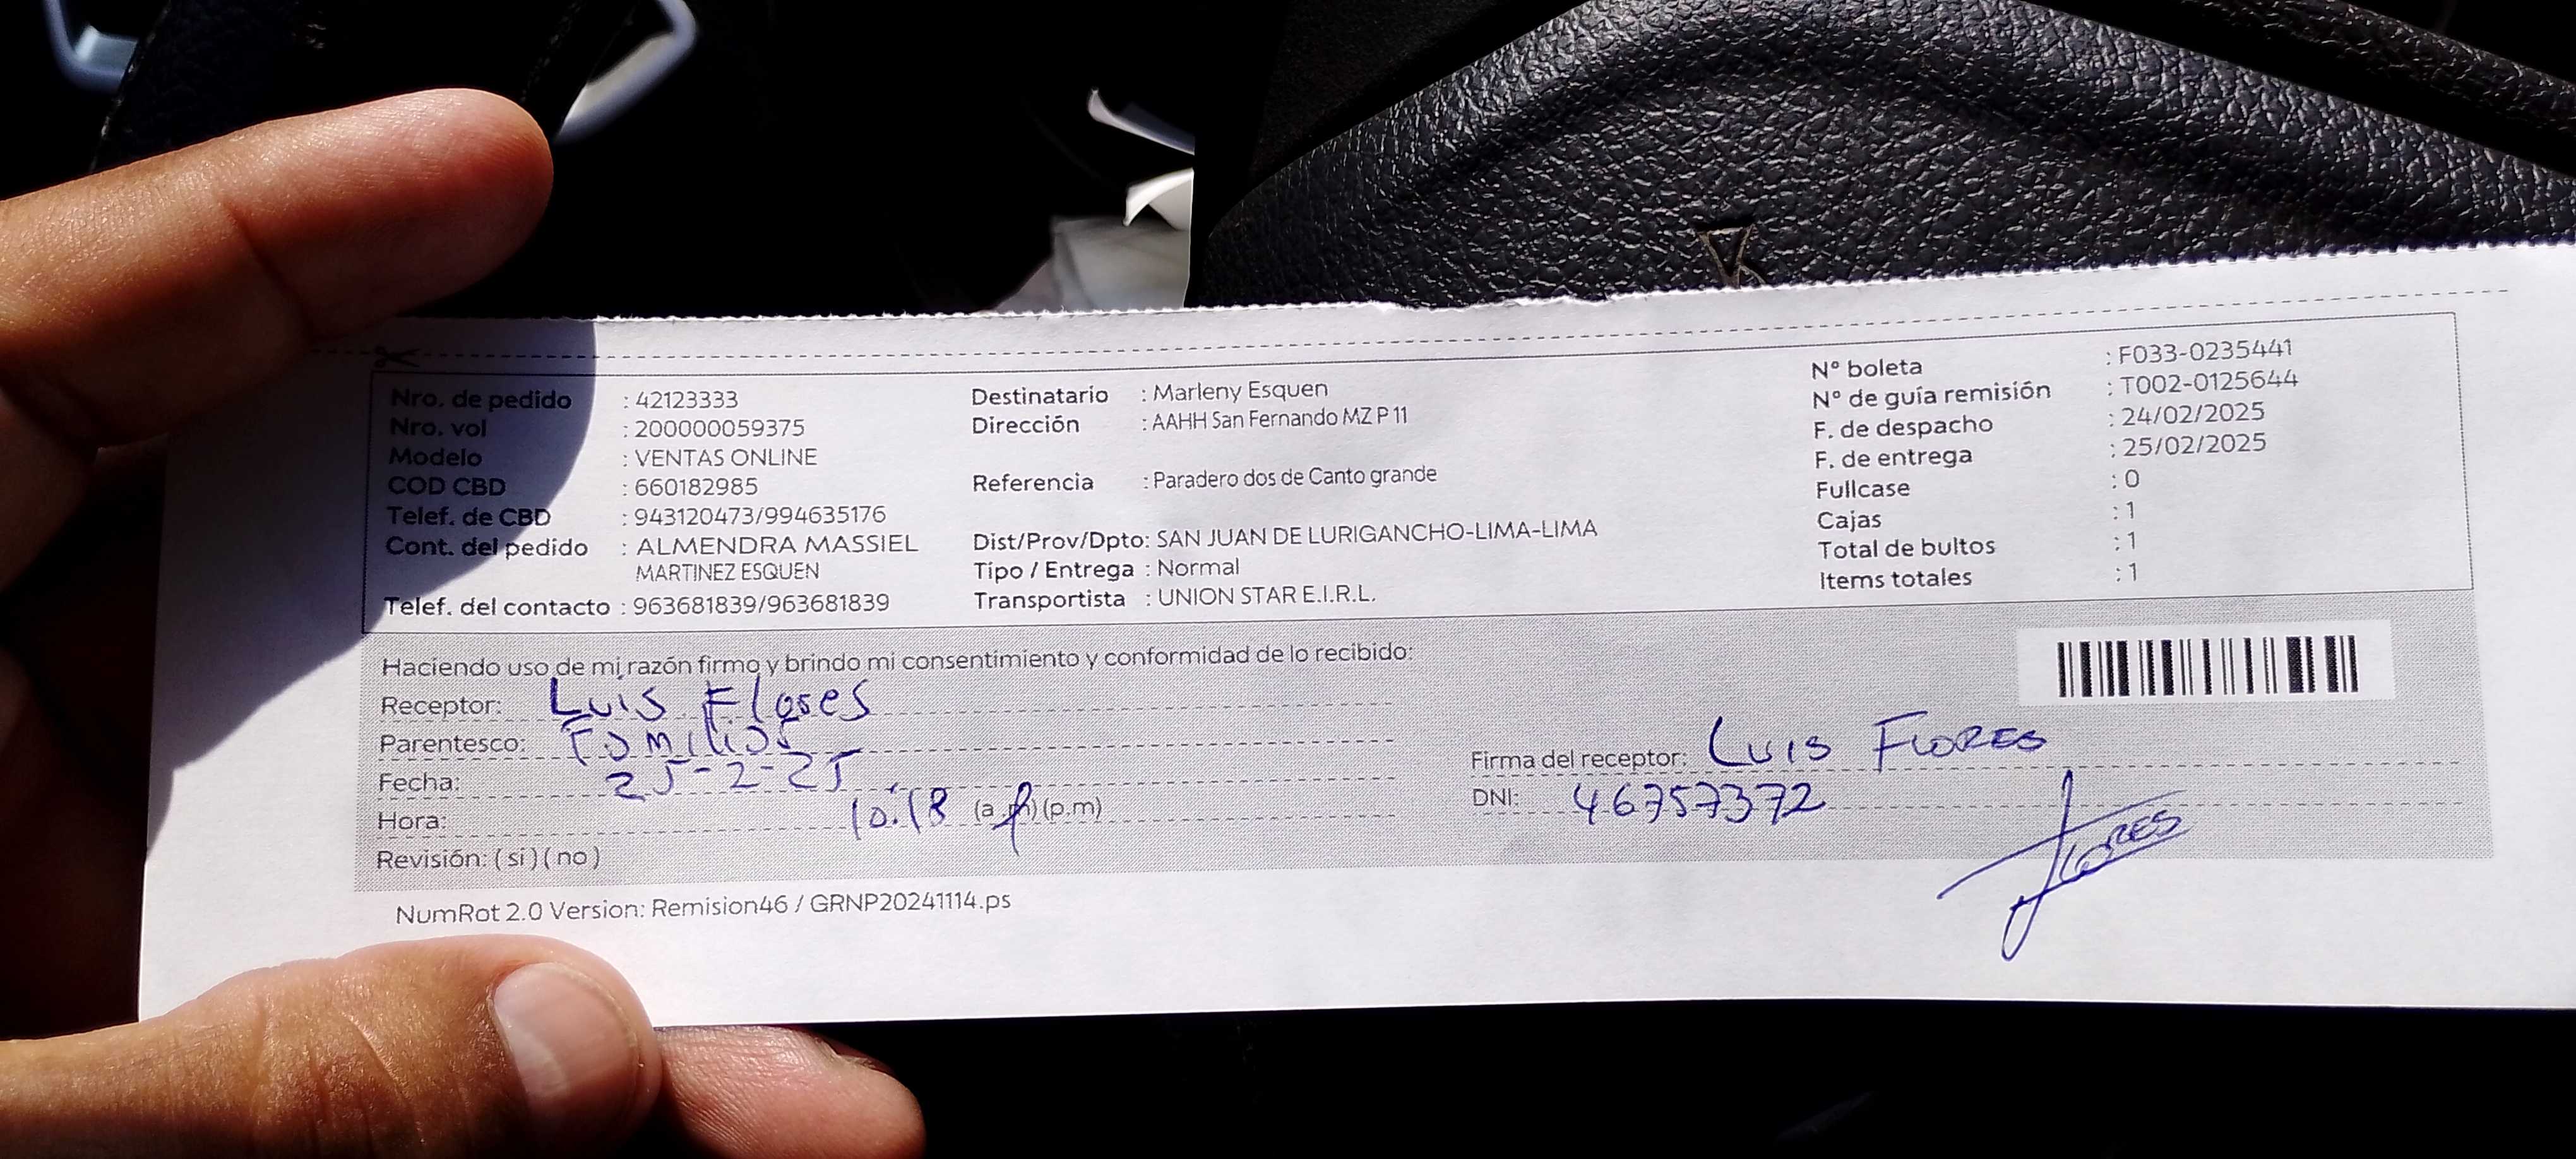 Nro. de pedido : 42123333
Nro. vol : 200000059375
Modelo : VENTAS ONLINE
COD CBD : 660182985
Telef. de CBD : 943120473/994635176
Cont. del pedido : ALMENDRA MASSIEL
MARTINEZ ESQUEN
Telef. del contacto : 963681839/963681839
Destinatario : Marleny Esquen
Dirección : AAHH San Fernando MZ P 11
Referencia : Paradero dos de Canto grande
Dist/Prov/Dpto: SAN JUAN DE LURIGANCHO-LIMA-LIMA
Tipo / Entrega : Normal
Transportista : UNION STAR E.I.R.L.
Nº boleta : F033-0235441
Nº de guía remisión : T002-0125644
F. de despacho : 24/02/2025
F. de entrega : 25/02/2025
Fullcase : 0
Cajas : 1
Total de bultos : 1
Items totales : 1
Haciendo uso de mi razón firmo y brindo mi consentimiento y conformidad de lo recibido:
Receptor: Luis Flores
Parentesco: Familiar
Fecha: 25-2-25
Hora: 10:18 (a.m)(p.m)
Revisión: (si)(no)
Firma del receptor: LUIS FLORES
DNI: 46757372
Flores
NumRot 2.0 Version: Remision46 / GRNP20241114.ps